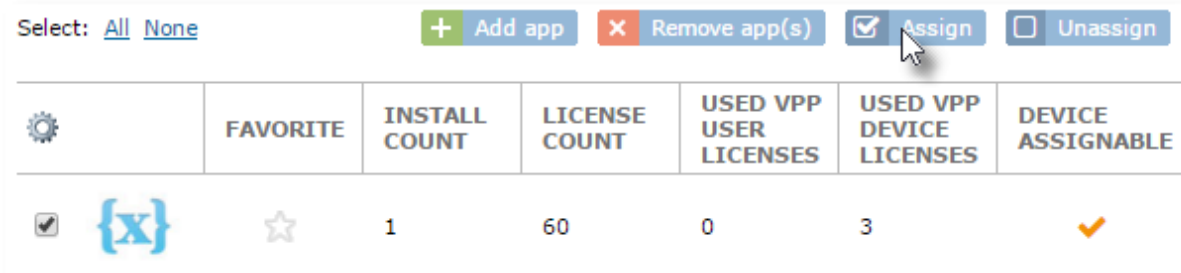 Select: All None + Add app × Remove app(s) Assign Unassign
FAVORITE INSTALL COUNT LICENSE COUNT USED VPP USER LICENSES USED VPP DEVICE LICENSES DEVICE ASSIGNABLE
{x} 1 60 0 3